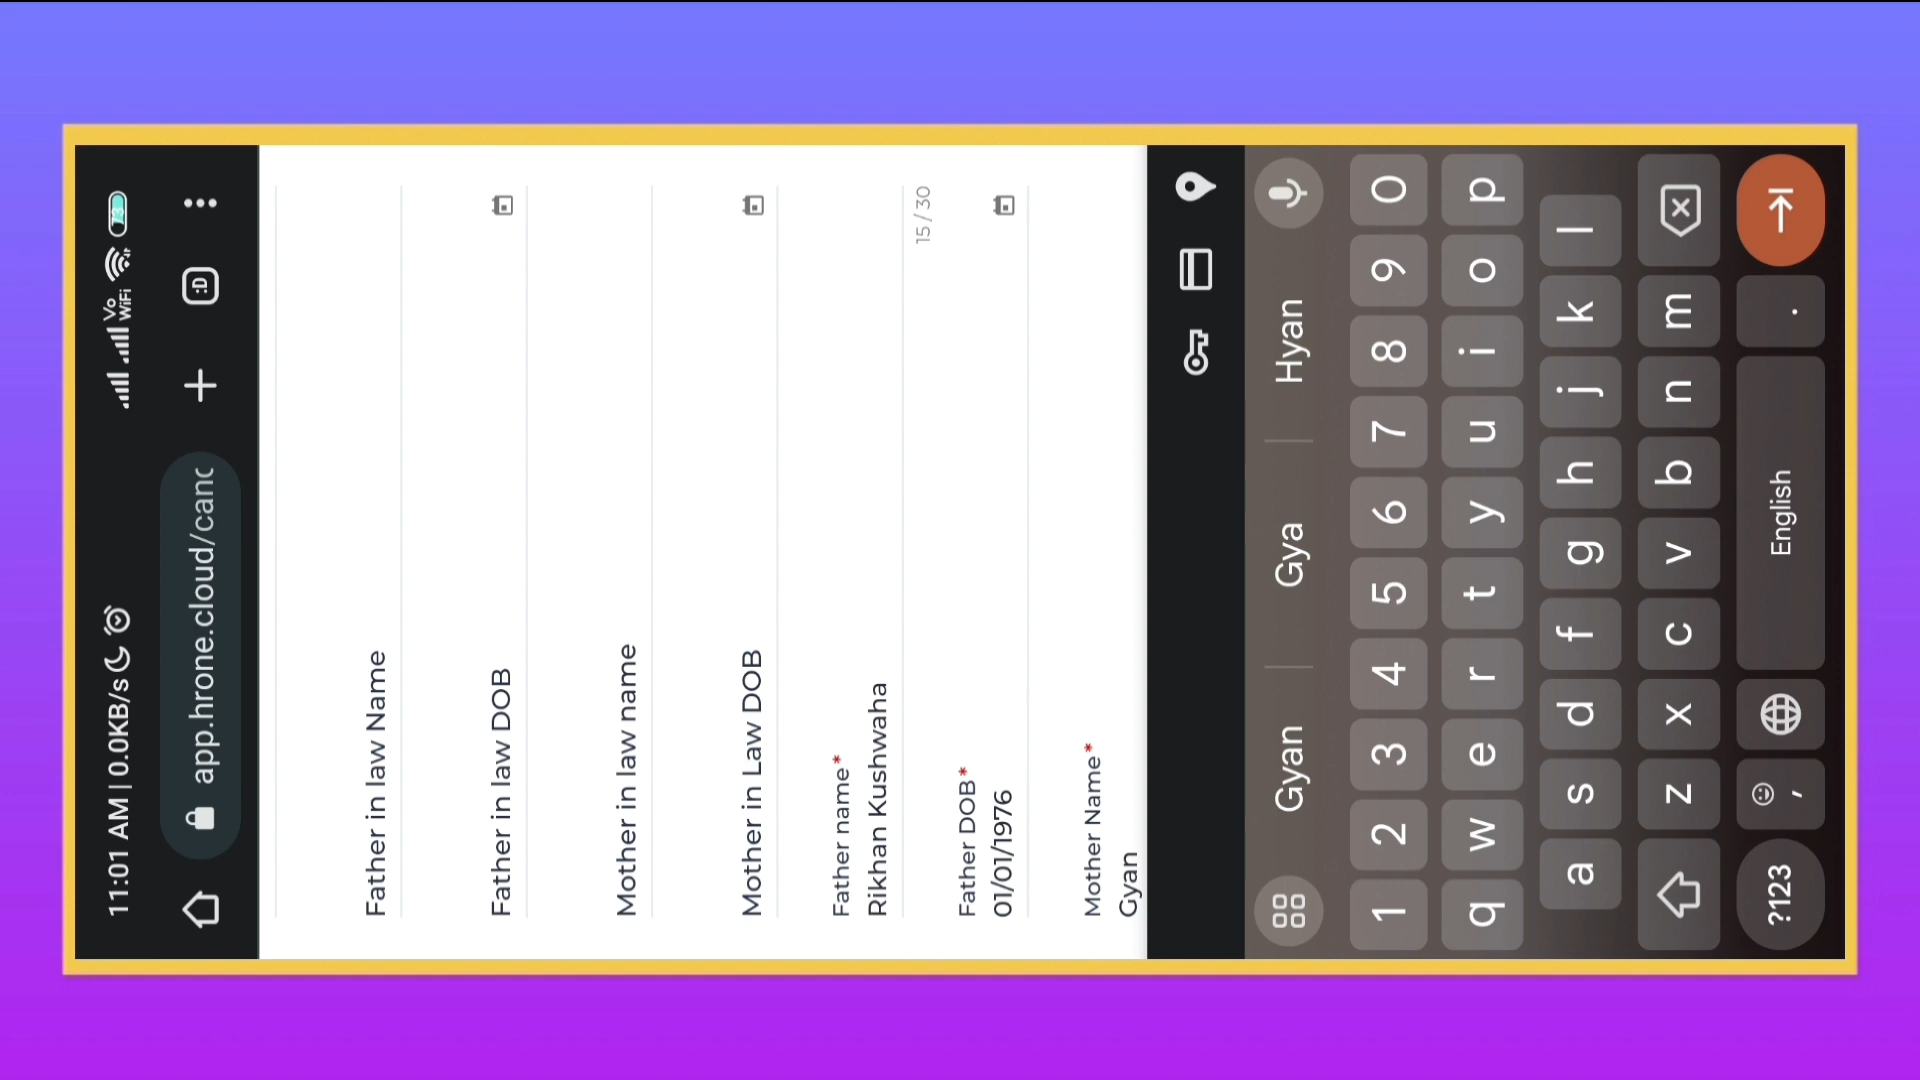 11:01 AM | 0.0KB/s
Vo
WiFi
73
app.hrone.cloud/canc
:D
Father in law Name
Father in law DOB
Mother in law name
Mother in Law DOB
Father name*
Rikhan Kushwaha
15 / 30
Father DOB*
01/01/1976
Mother Name*
Gyan
Gyan Gya Hyan
1 2 3 4 5 6 7 8 9 0
q w e r t y u i o p
a s d f g h j k l
z x c v b n m
?123 , English .